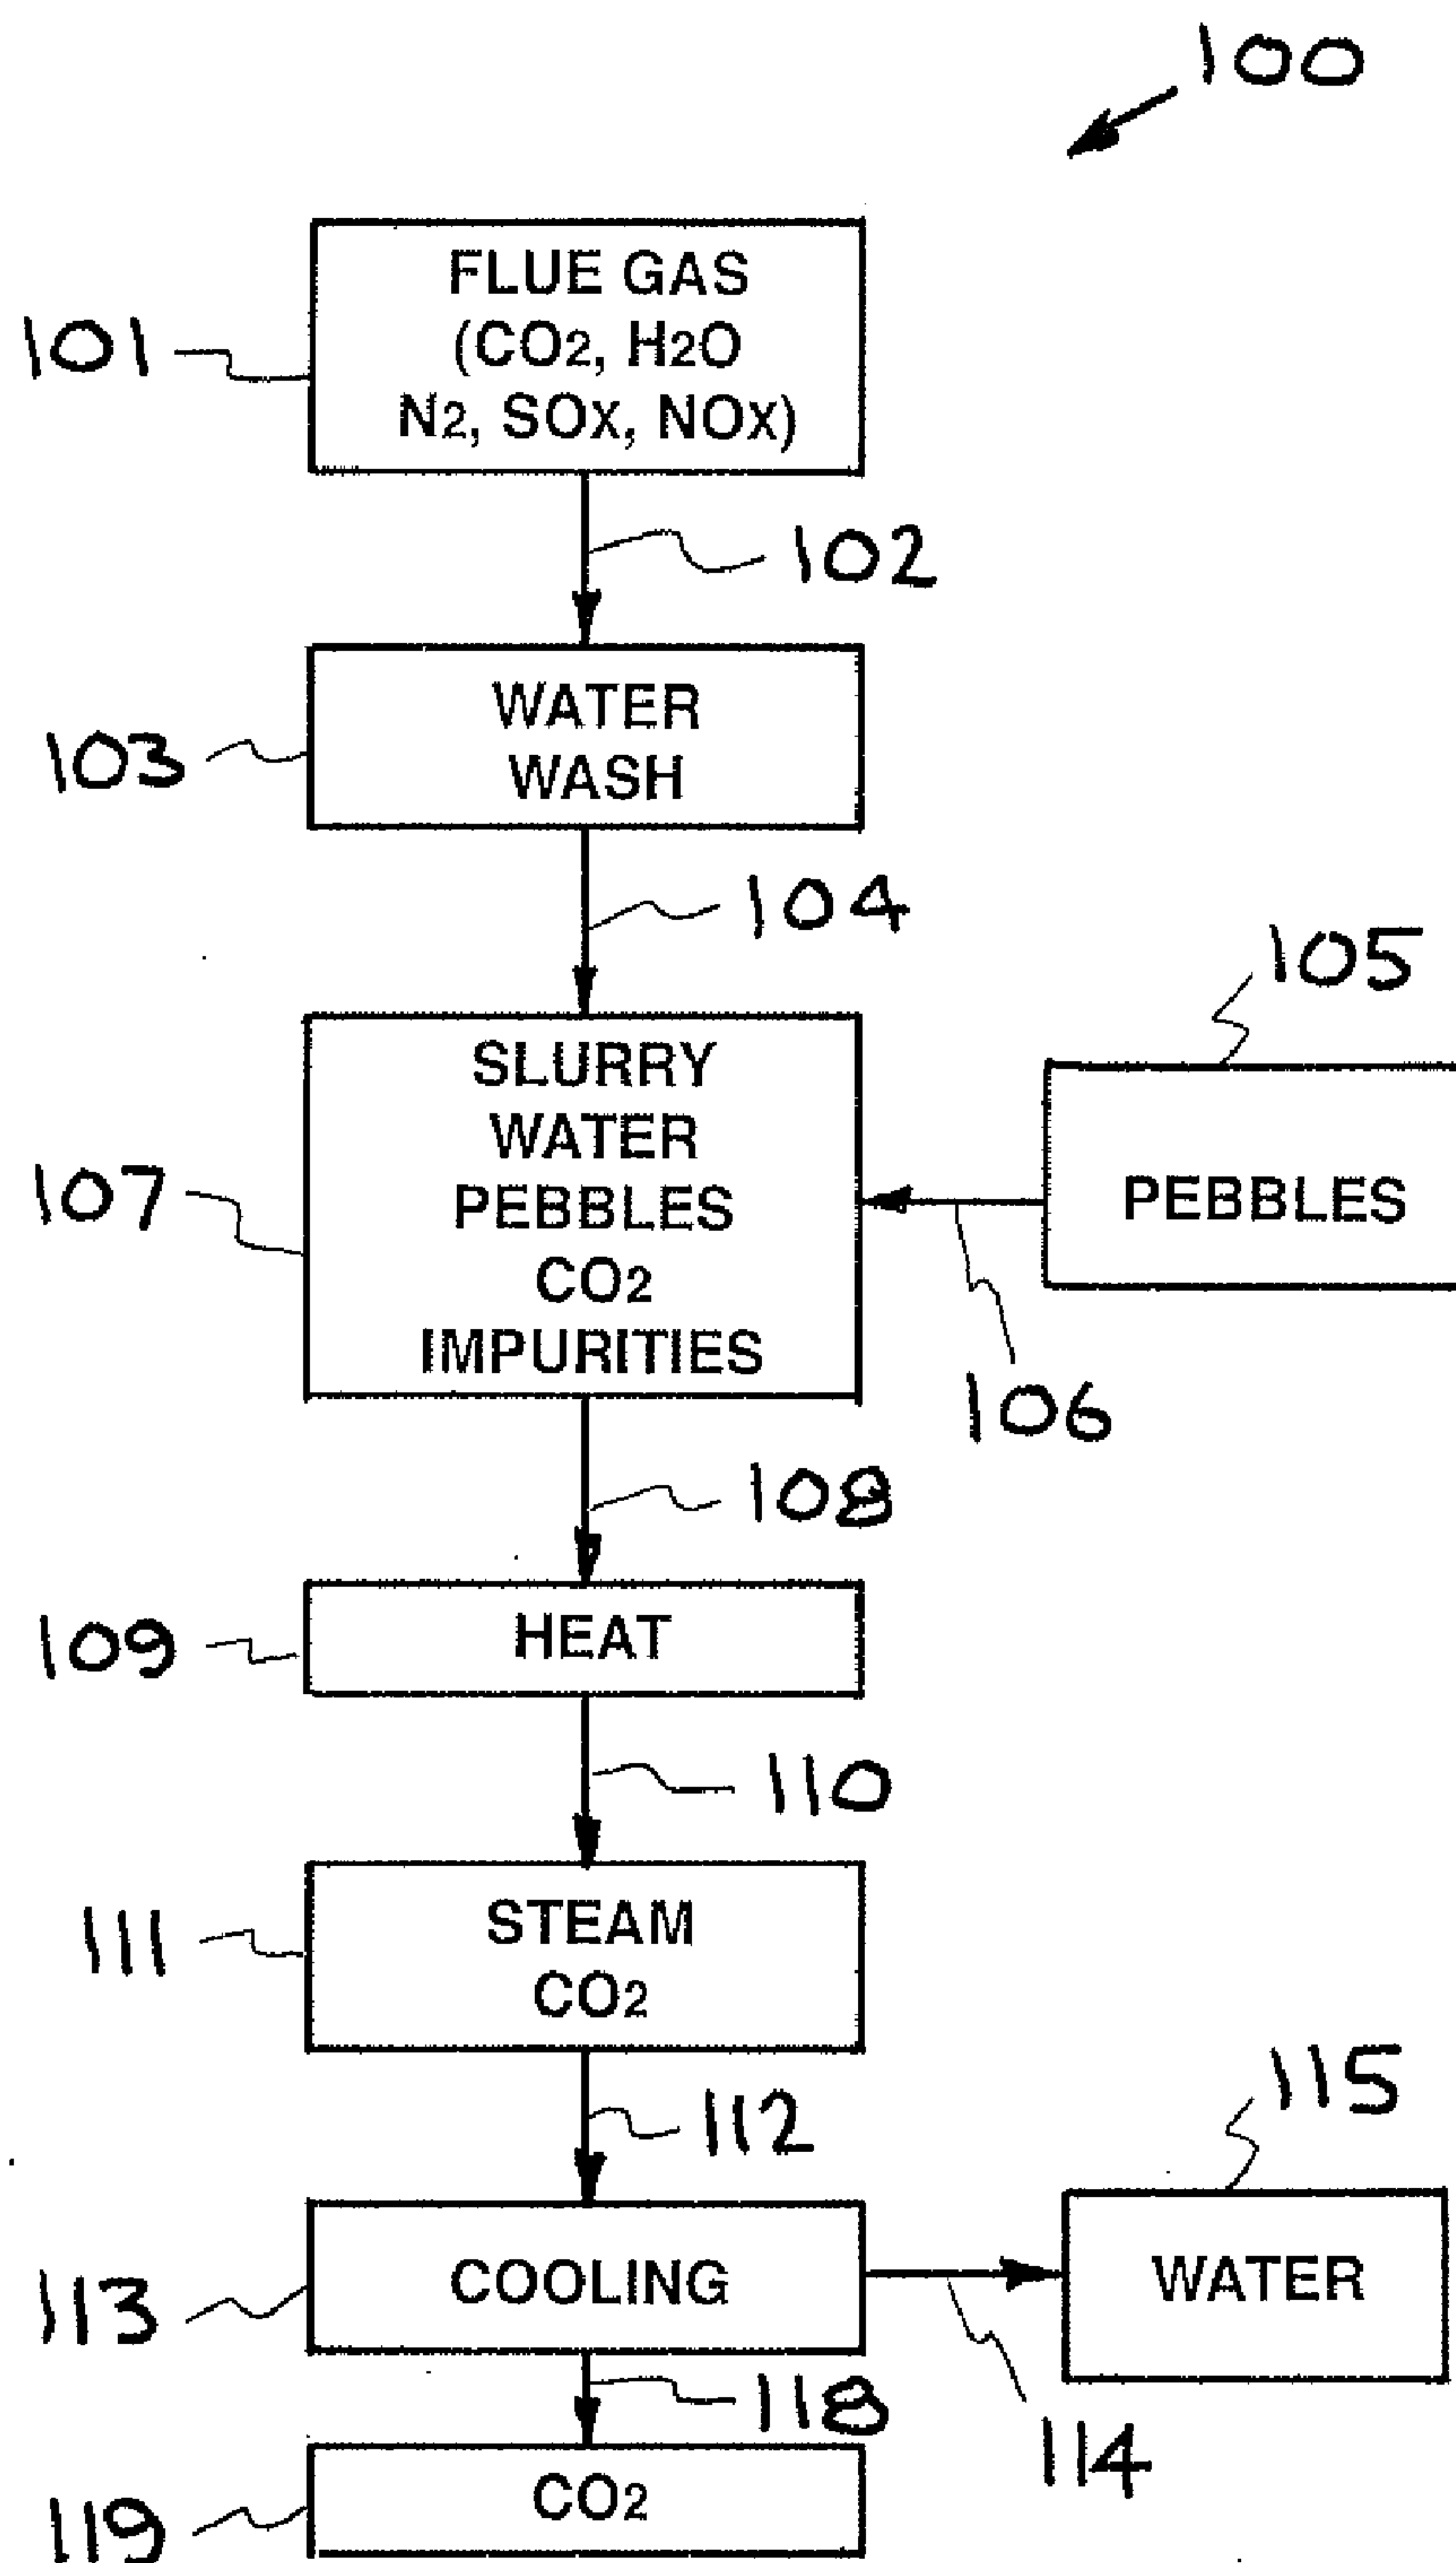 100
FLUE GAS
(CO2, H2O
N2, SOX, NOX)
101
102
WATER
WASH
103
104
105
SLURRY
WATER
PEBBLES
CO2
IMPURITIES
107
PEBBLES
106
108
HEAT
109
110
STEAM
CO2
111
112
115
COOLING
113
WATER
118
114
CO2
119